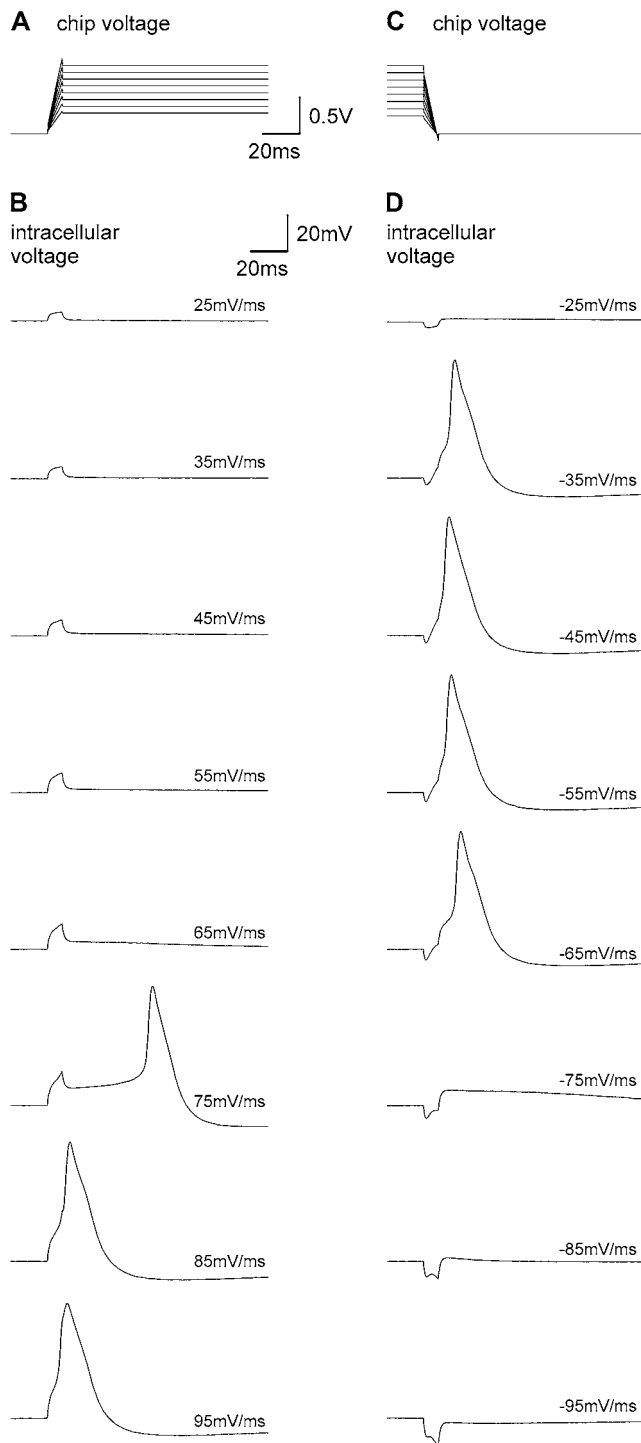 A chip voltage
0.5V
20ms
B
intracellular
voltage
20mV
20ms
25mV/ms
35mV/ms
45mV/ms
55mV/ms
65mV/ms
75mV/ms
85mV/ms
95mV/ms
C chip voltage
D
intracellular
voltage
-25mV/ms
-35mV/ms
-45mV/ms
-55mV/ms
-65mV/ms
-75mV/ms
-85mV/ms
-95mV/ms